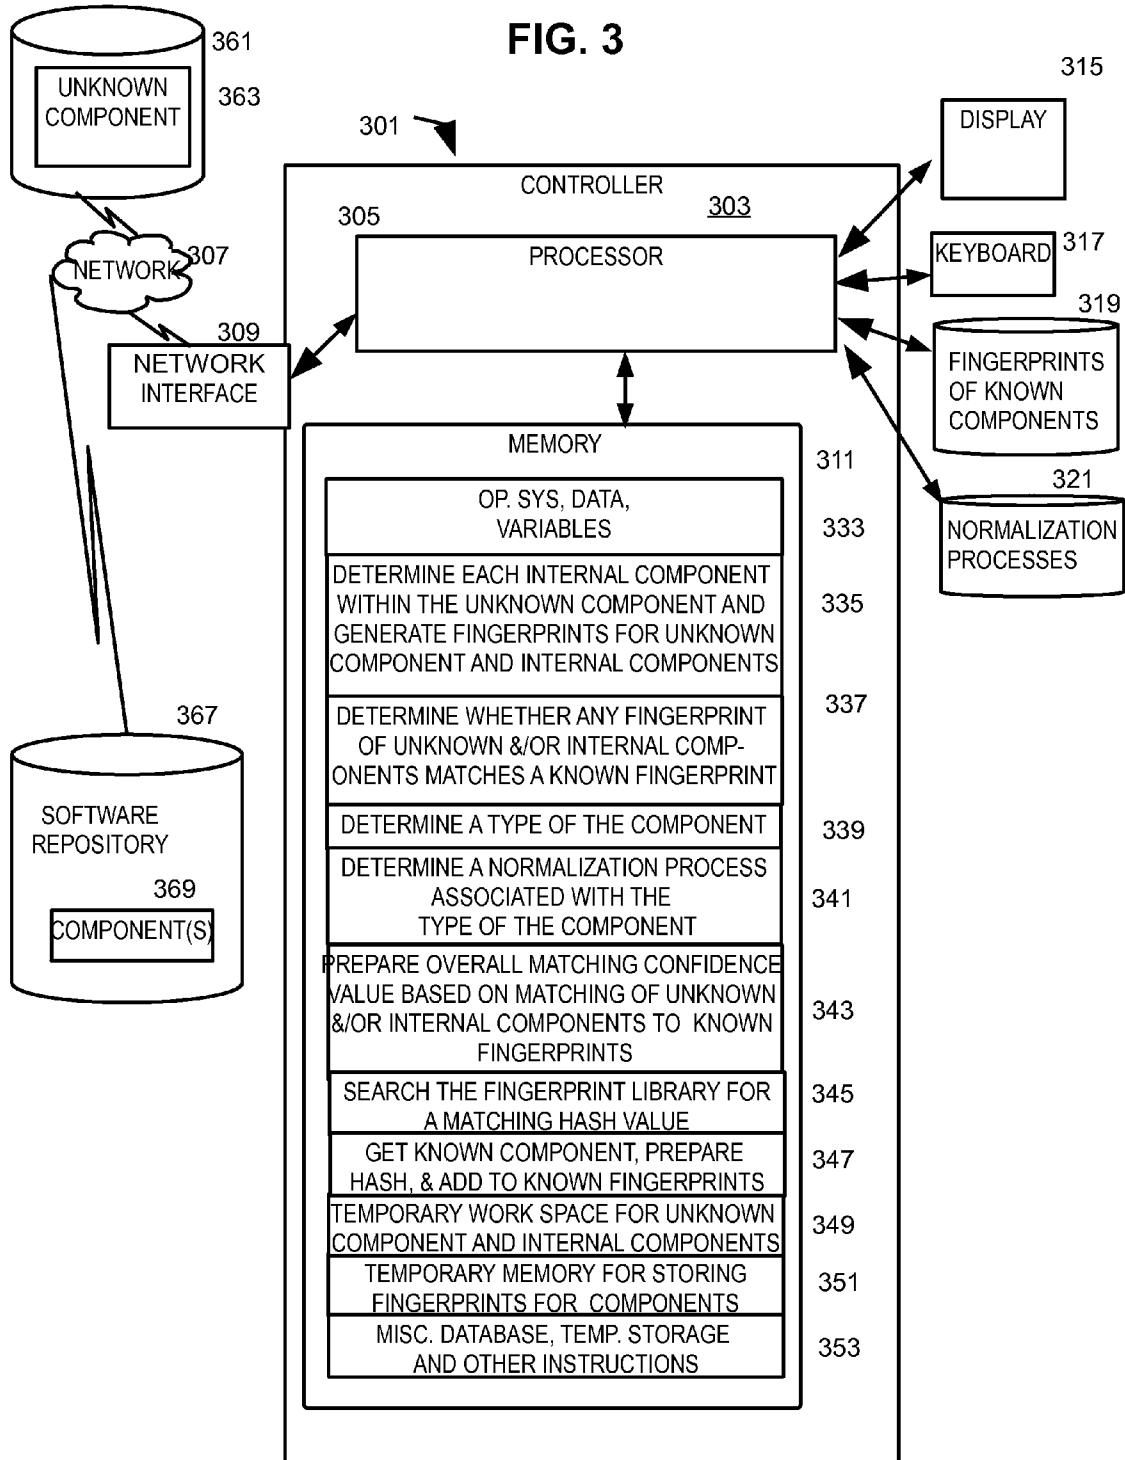 FIG. 3
361
UNKNOWN
COMPONENT
363
315
DISPLAY
301
CONTROLLER
303
305
PROCESSOR
307
NETWORK
317
KEYBOARD
309
NETWORK
INTERFACE
319
FINGERPRINTS
OF KNOWN
COMPONENTS
321
NORMALIZATION
PROCESSES
MEMORY
311
OP. SYS, DATA,
VARIABLES
333
DETERMINE EACH INTERNAL COMPONENT
WITHIN THE UNKNOWN COMPONENT AND
GENERATE FINGERPRINTS FOR UNKNOWN
COMPONENT AND INTERNAL COMPONENTS
335
DETERMINE WHETHER ANY FINGERPRINT
OF UNKNOWN &/OR INTERNAL COMP-
ONENTS MATCHES A KNOWN FINGERPRINT
337
DETERMINE A TYPE OF THE COMPONENT
339
DETERMINE A NORMALIZATION PROCESS
ASSOCIATED WITH THE
TYPE OF THE COMPONENT
341
PREPARE OVERALL MATCHING CONFIDENCE
VALUE BASED ON MATCHING OF UNKNOWN
&/OR INTERNAL COMPONENTS TO KNOWN
FINGERPRINTS
343
SEARCH THE FINGERPRINT LIBRARY FOR
A MATCHING HASH VALUE
345
GET KNOWN COMPONENT, PREPARE
HASH, & ADD TO KNOWN FINGERPRINTS
347
TEMPORARY WORK SPACE FOR UNKNOWN
COMPONENT AND INTERNAL COMPONENTS
349
TEMPORARY MEMORY FOR STORING
FINGERPRINTS FOR COMPONENTS
351
MISC. DATABASE, TEMP. STORAGE
AND OTHER INSTRUCTIONS
353
367
SOFTWARE
REPOSITORY
369
COMPONENT(S)